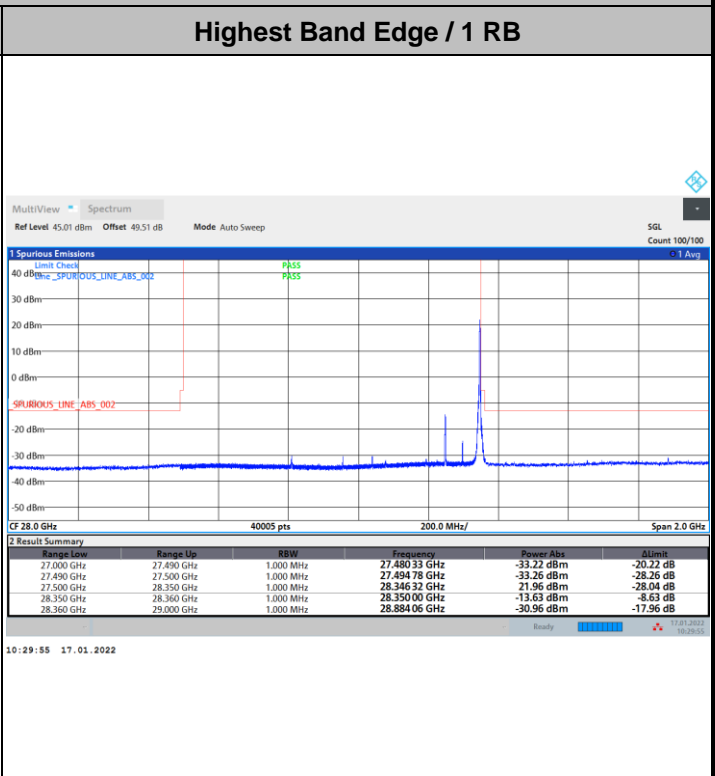 Highest Band Edge / 1 RB
MultiView Spectrum
Ref Level 45.01 dBm Offset 49.51 dB Mode Auto Sweep SGL
Count 100/100
1 Spurious Emissions 1 Avg
Limit Check PASS
40 dBm
Line _SPURIOUS_LINE_ABS_002 PASS
30 dBm
20 dBm
10 dBm
0 dBm
SPURIOUS_LINE_ABS_002
-20 dBm
-30 dBm
-40 dBm
-50 dBm
CF 28.0 GHz 40005 pts 200.0 MHz/ Span 2.0 GHz
2 Result Summary
Range Low Range Up RBW Frequency Power Abs ΔLimit
27.000 GHz 27.490 GHz 1.000 MHz 27.480 33 GHz -33.22 dBm -20.22 dB
27.490 GHz 27.500 GHz 1.000 MHz 27.494 78 GHz -33.26 dBm -28.26 dB
27.500 GHz 28.350 GHz 1.000 MHz 28.346 32 GHz 21.96 dBm -28.04 dB
28.350 GHz 28.360 GHz 1.000 MHz 28.350 00 GHz -13.63 dBm -8.63 dB
28.360 GHz 29.000 GHz 1.000 MHz 28.884 06 GHz -30.96 dBm -17.96 dB
Ready 17.01.2022
10:29:55
10:29:55 17.01.2022